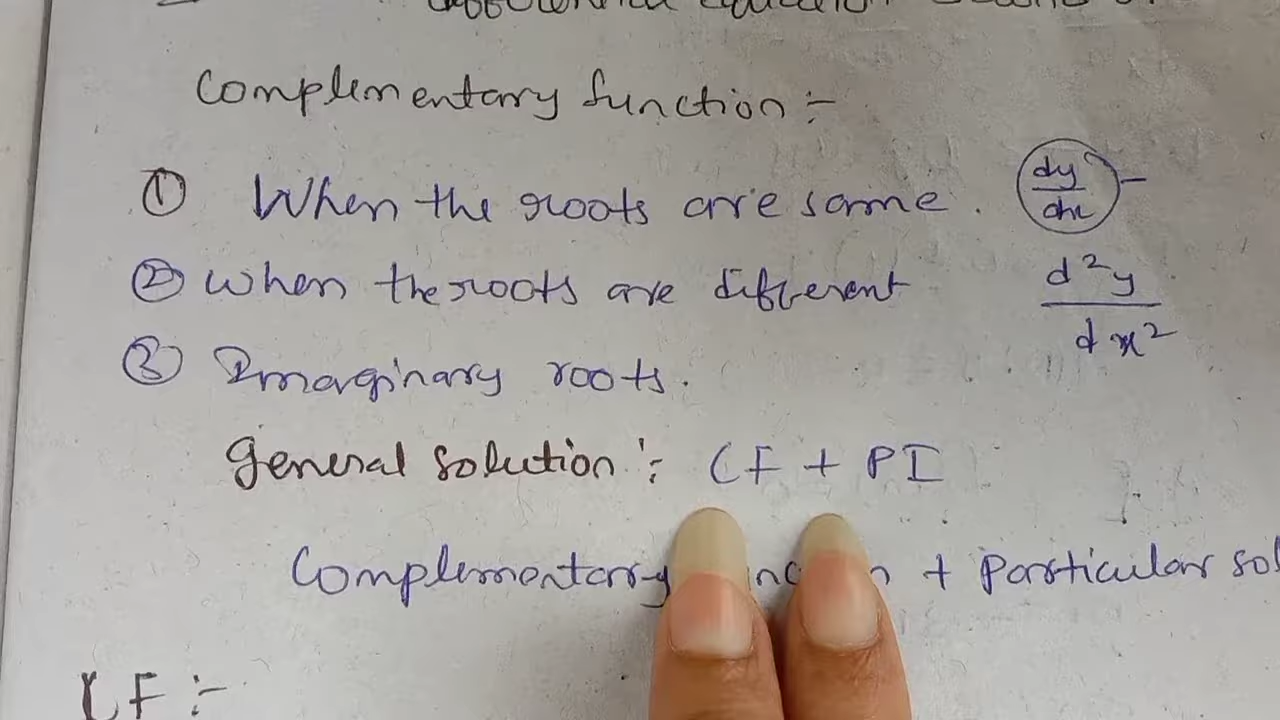 Complementary function :-
① When the roots are same. dy/dx -
② When the roots are different d²y/dx²
③ Imarginary roots.
General solution :- CF + PI
Complementary + Particular
CF :-